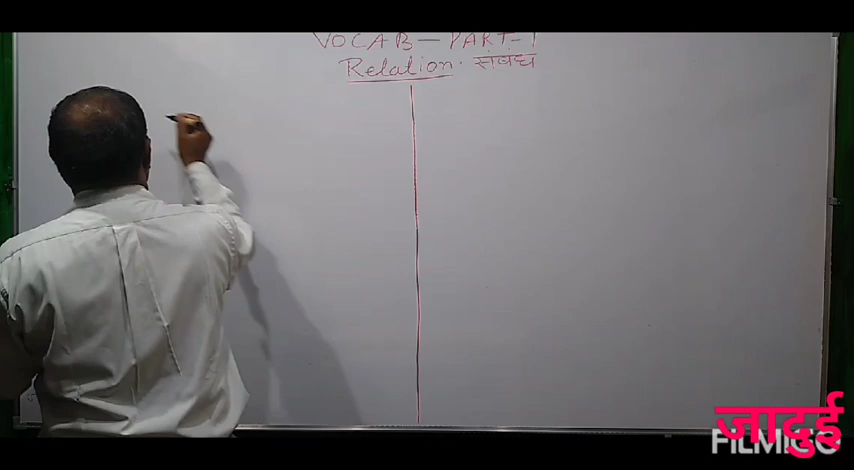 VOCAB — PART-1
Relation. संबंध
जादुई
FILMIGO